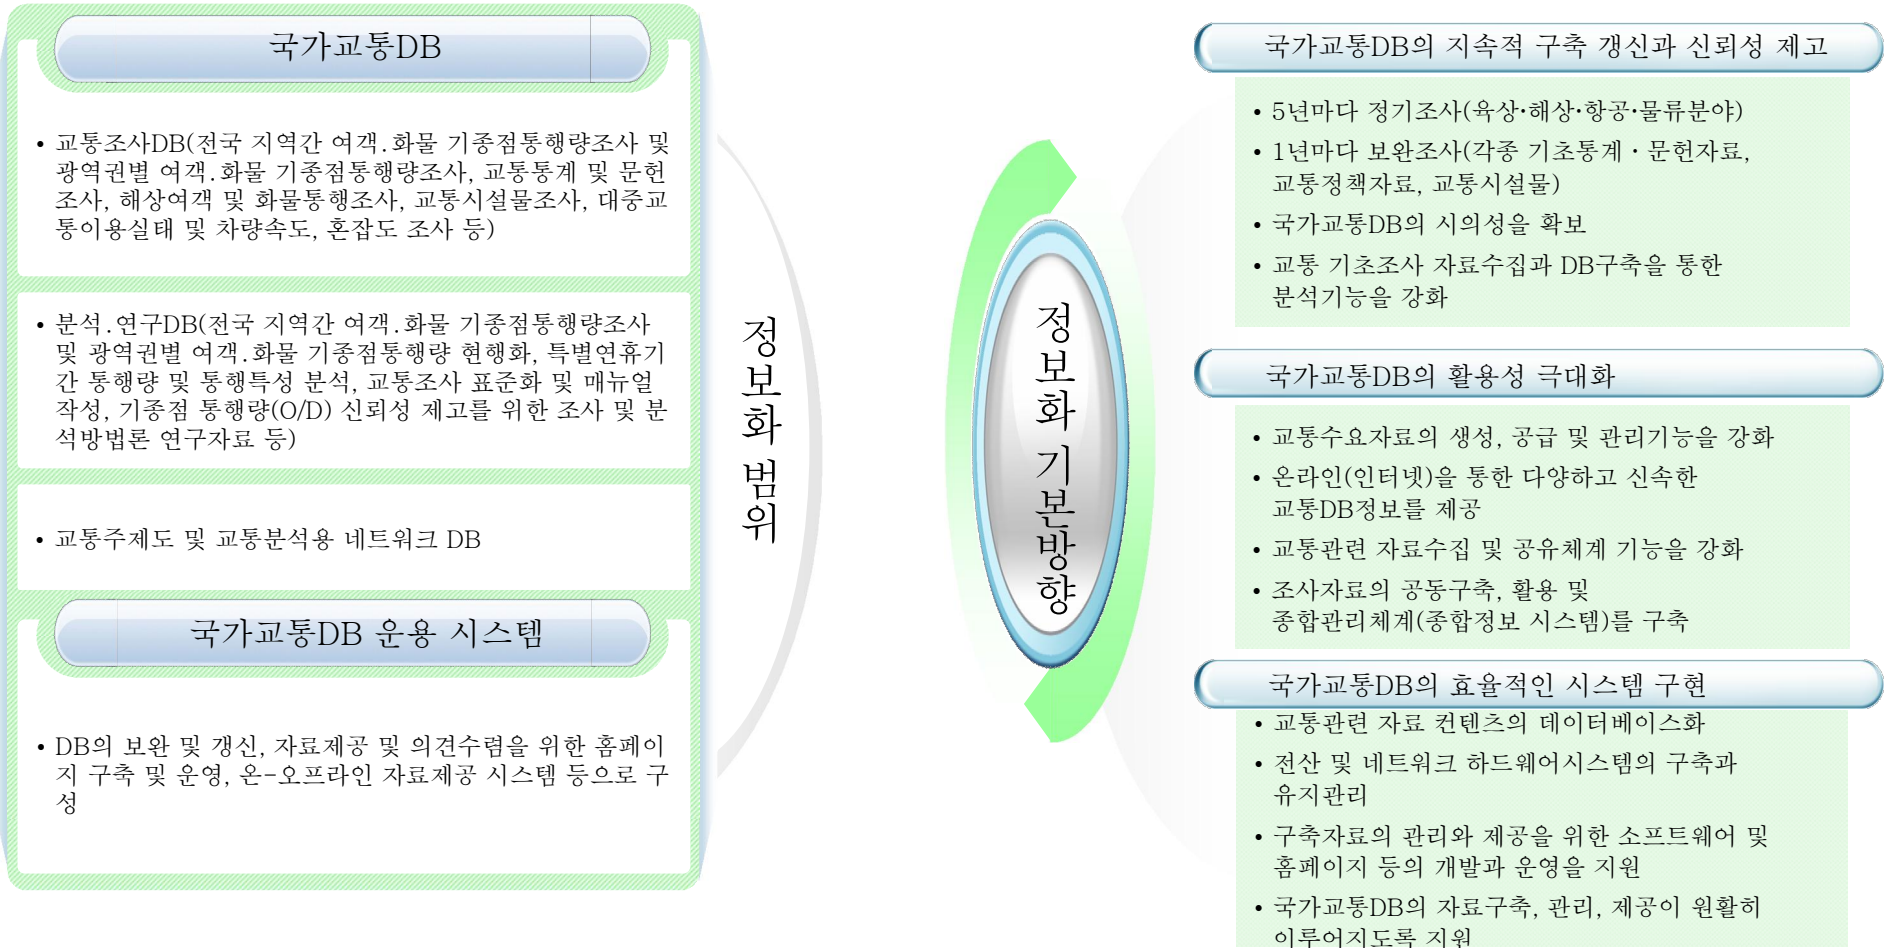 국가교통DB
• 교통조사DB(전국 지역간 여객.화물 기종점통행량조사 및
광역권별 여객.화물 기종점통행량조사, 교통통계 및 문헌
조사, 해상여객 및 화물통행조사, 교통시설물조사, 대중교
통이용실태 및 차량속도, 혼잡도 조사 등)
• 분석.연구DB(전국 지역간 여객.화물 기종점통행량조사
및 광역권별 여객.화물 기종점통행량 현행화, 특별연휴기
간 통행량 및 통행특성 분석, 교통조사 표준화 및 매뉴얼
작성, 기종점 통행량(O/D) 신뢰성 제고를 위한 조사 및 분
석방법론 연구자료 등)
• 교통주제도 및 교통분석용 네트워크 DB
국가교통DB 운용 시스템
• DB의 보완 및 갱신, 자료제공 및 의견수렴을 위한 홈페이
지 구축 및 운영, 온-오프라인 자료제공 시스템 등으로 구
성
정보화 범위
정보화 기본방향
국가교통DB의 지속적 구축 갱신과 신뢰성 제고
• 5년마다 정기조사(육상·해상·항공·물류분야)
• 1년마다 보완조사(각종 기초통계 · 문헌자료,
교통정책자료, 교통시설물)
• 국가교통DB의 시의성을 확보
• 교통 기초조사 자료수집과 DB구축을 통한
분석기능을 강화
국가교통DB의 활용성 극대화
• 교통수요자료의 생성, 공급 및 관리기능을 강화
• 온라인(인터넷)을 통한 다양하고 신속한
교통DB정보를 제공
• 교통관련 자료수집 및 공유체계 기능을 강화
• 조사자료의 공동구축, 활용 및
종합관리체계(종합정보 시스템)를 구축
국가교통DB의 효율적인 시스템 구현
• 교통관련 자료 컨텐츠의 데이터베이스화
• 전산 및 네트워크 하드웨어시스템의 구축과
유지관리
• 구축자료의 관리와 제공을 위한 소프트웨어 및
홈페이지 등의 개발과 운영을 지원
• 국가교통DB의 자료구축, 관리, 제공이 원활히
이루어지도록 지원